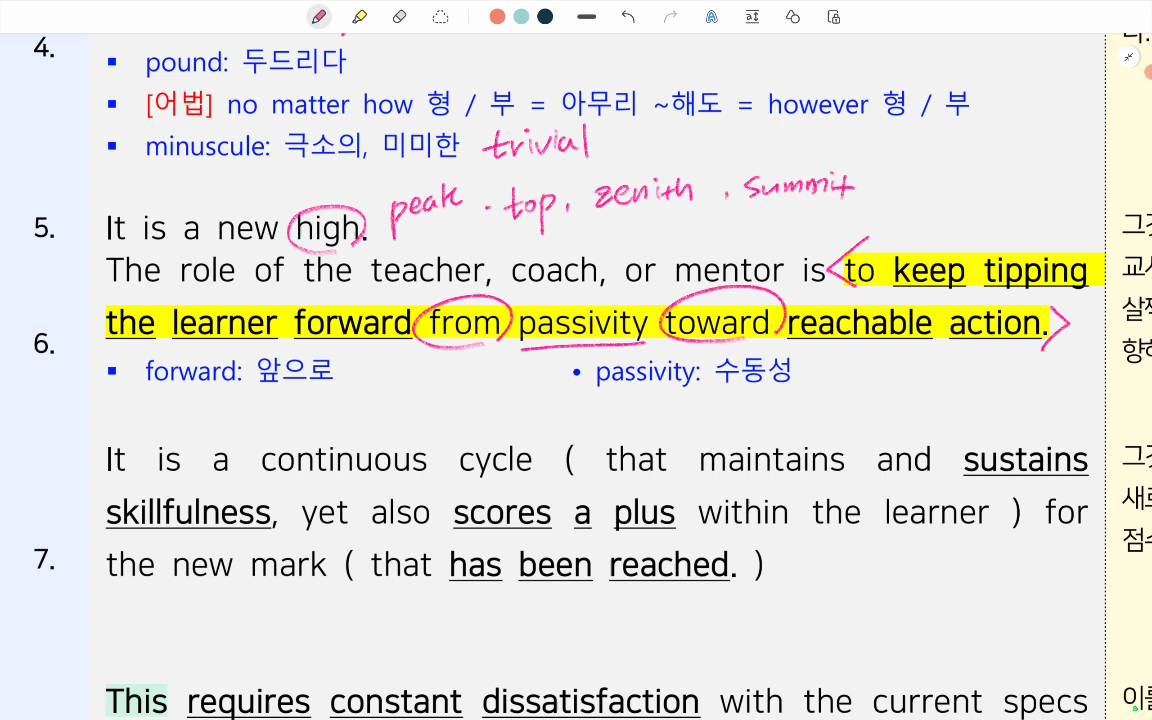 4.
▪ pound: 두드리다
▪ [어법] no matter how 형 / 부 = 아무리 ~해도 = however 형 / 부
▪ minuscule: 극소의, 미미한 trivial
peak . top, zenith , summit
5. It is a new high.
The role of the teacher, coach, or mentor is to keep tipping
the learner forward from passivity toward reachable action.
6.
▪ forward: 앞으로 • passivity: 수동성
It is a continuous cycle ( that maintains and sustains
skillfulness, yet also scores a plus within the learner ) for
7. the new mark ( that has been reached. )
This requires constant dissatisfaction with the current specs